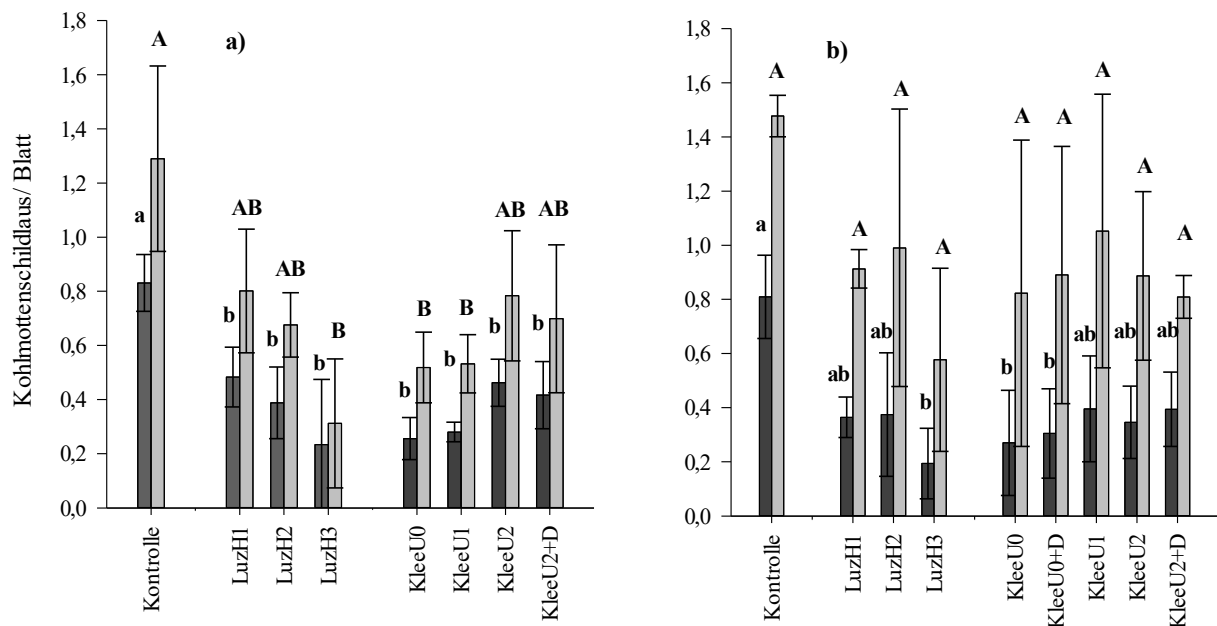 Kohlmottenschildlaus/ Blatt
a)
1,8
1,6
1,4
1,2
1,0
0,8
0,6
0,4
0,2
0,0
a
A
b
AB
b
AB
b
B
b
B
b
B
b
AB
b
AB
Kontrolle
LuzH1
LuzH2
LuzH3
KleeU0
KleeU1
KleeU2
KleeU2+D
b)
1,8
1,6
1,4
1,2
1,0
0,8
0,6
0,4
0,2
0,0
a
A
ab
A
ab
A
b
A
b
A
b
A
ab
A
ab
A
ab
A
Kontrolle
LuzH1
LuzH2
LuzH3
KleeU0
KleeU0+D
KleeU1
KleeU2
KleeU2+D